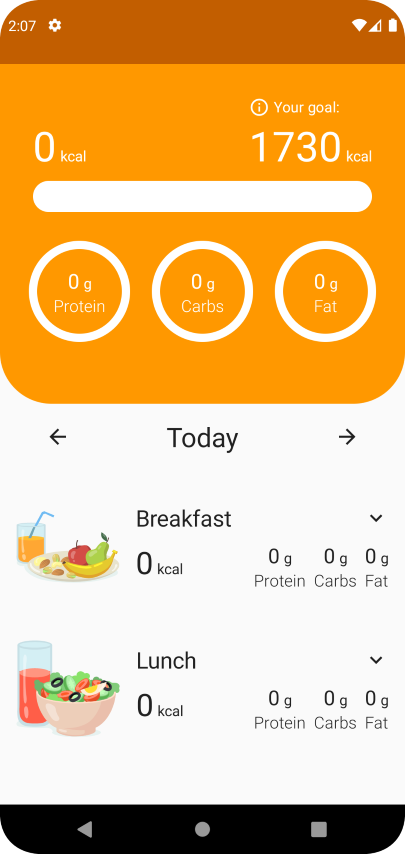 2:07
Your goal:
0 kcal 1730 kcal
0 g 0 g 0 g
Protein Carbs Fat
Today
Breakfast
0 kcal 0 g 0 g 0 g
Protein Carbs Fat
Lunch
0 kcal 0 g 0 g 0 g
Protein Carbs Fat